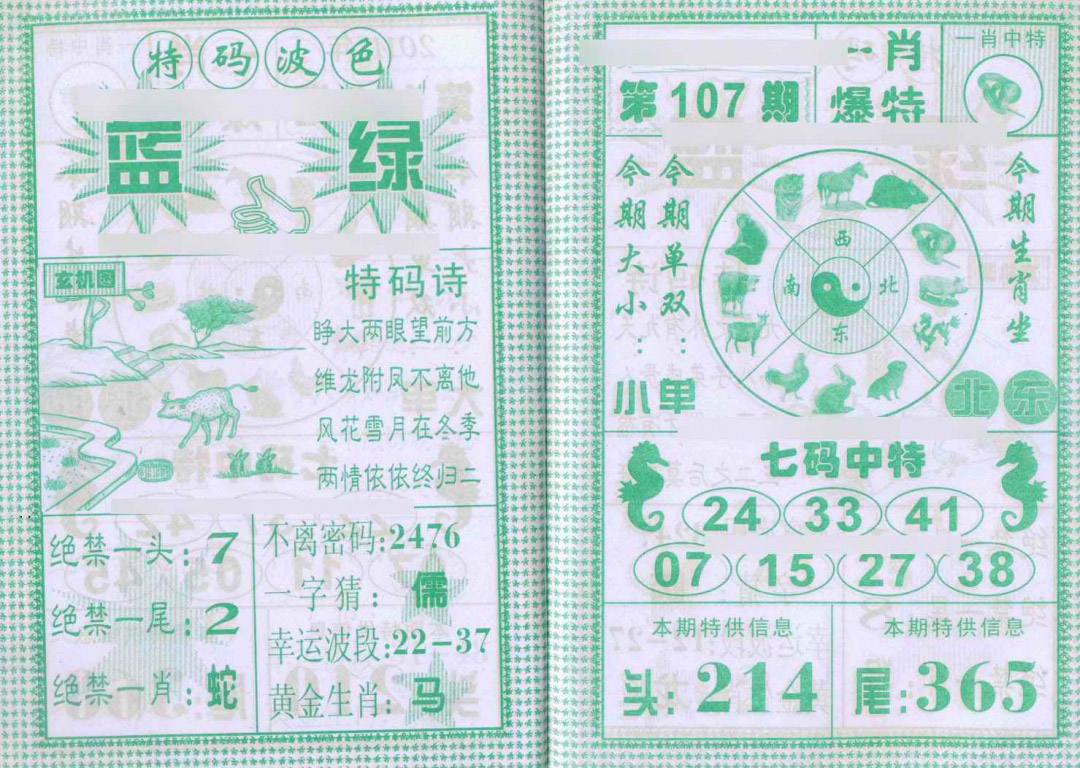 特码波色
蓝 绿
玄机图
特码诗
睁大两眼望前方
维龙附凤不离他
风花雪月在冬季
两情依依终归二
绝禁一头:7
绝禁一尾:2
绝禁一肖:蛇
不离密码:2476
一字猜:儒
幸运波段:22-37
黄金生肖:马
第107期
一肖
爆特
一肖中特
今期大小:小
今期单双:单
西
南 北
东
今期生肖坐
北东
七码中特
24 33 41
07 15 27 38
本期特供信息
头:214
本期特供信息
尾:365